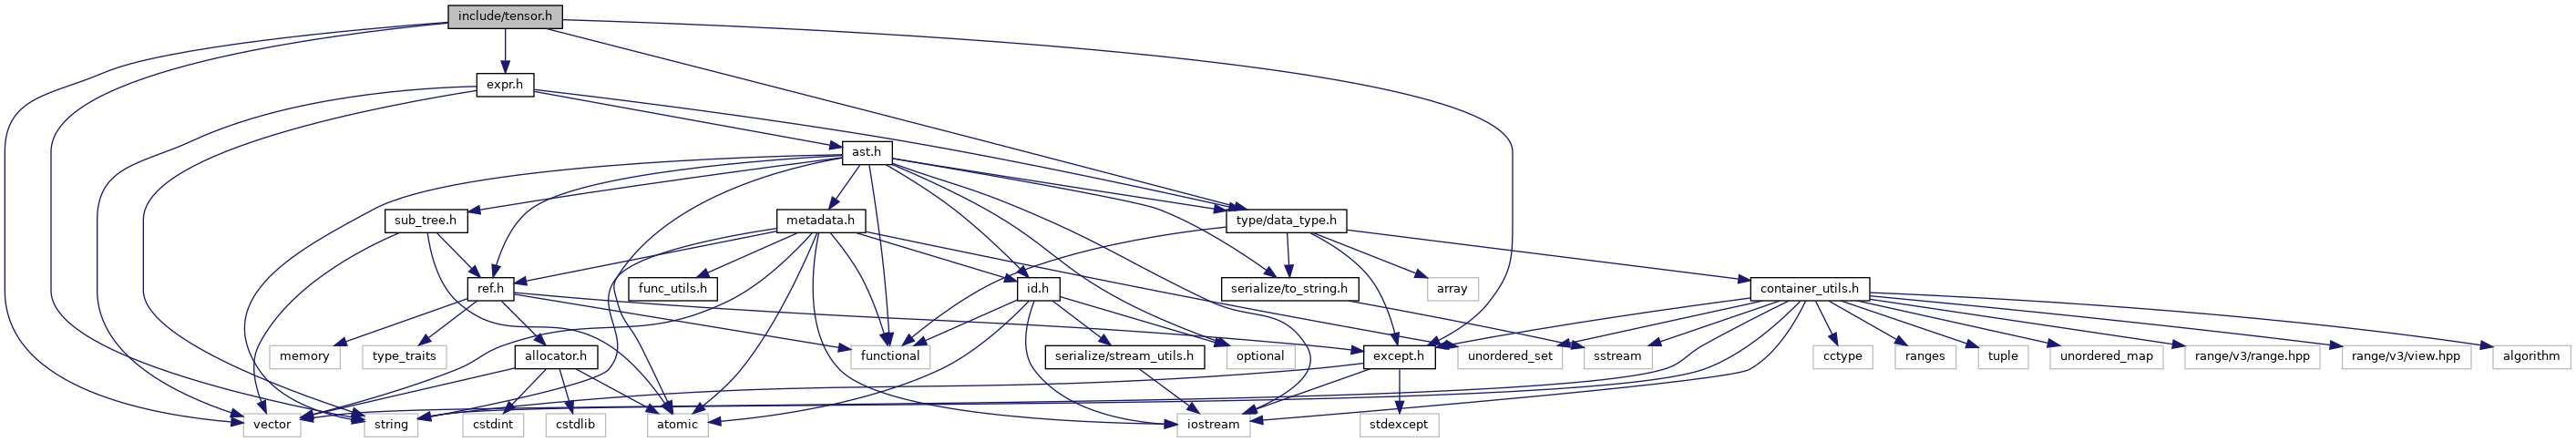 include/tensor.h
expr.h
ast.h
sub_tree.h
metadata.h
type/data_type.h
ref.h
func_utils.h
id.h
serialize/to_string.h
array
container_utils.h
memory
type_traits
allocator.h
functional
serialize/stream_utils.h
optional
except.h
unordered_set
sstream
cctype
ranges
tuple
unordered_map
range/v3/range.hpp
range/v3/view.hpp
algorithm
vector
string
cstdint
cstdlib
atomic
iostream
stdexcept